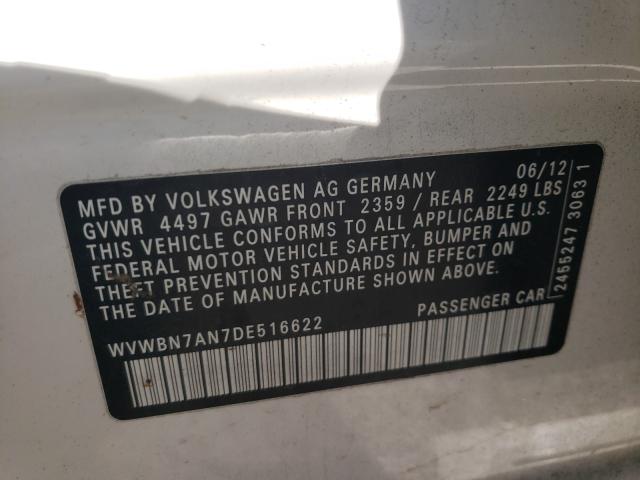 MFD BY VOLKSWAGEN AG GERMANY 06/12
GVWR 4497 GAWR FRONT 2359 / REAR 2249 LBS
THIS VEHICLE CONFORMS TO ALL APPLICABLE U.S.
FEDERAL MOTOR VEHICLE SAFETY, BUMPER AND
THEFT PREVENTION STANDARDS IN EFFECT ON
THE DATE OF MANUFACTURE SHOWN ABOVE.
WVWBN7AN7DE516622 PASSENGER CAR
2455247 3063 1